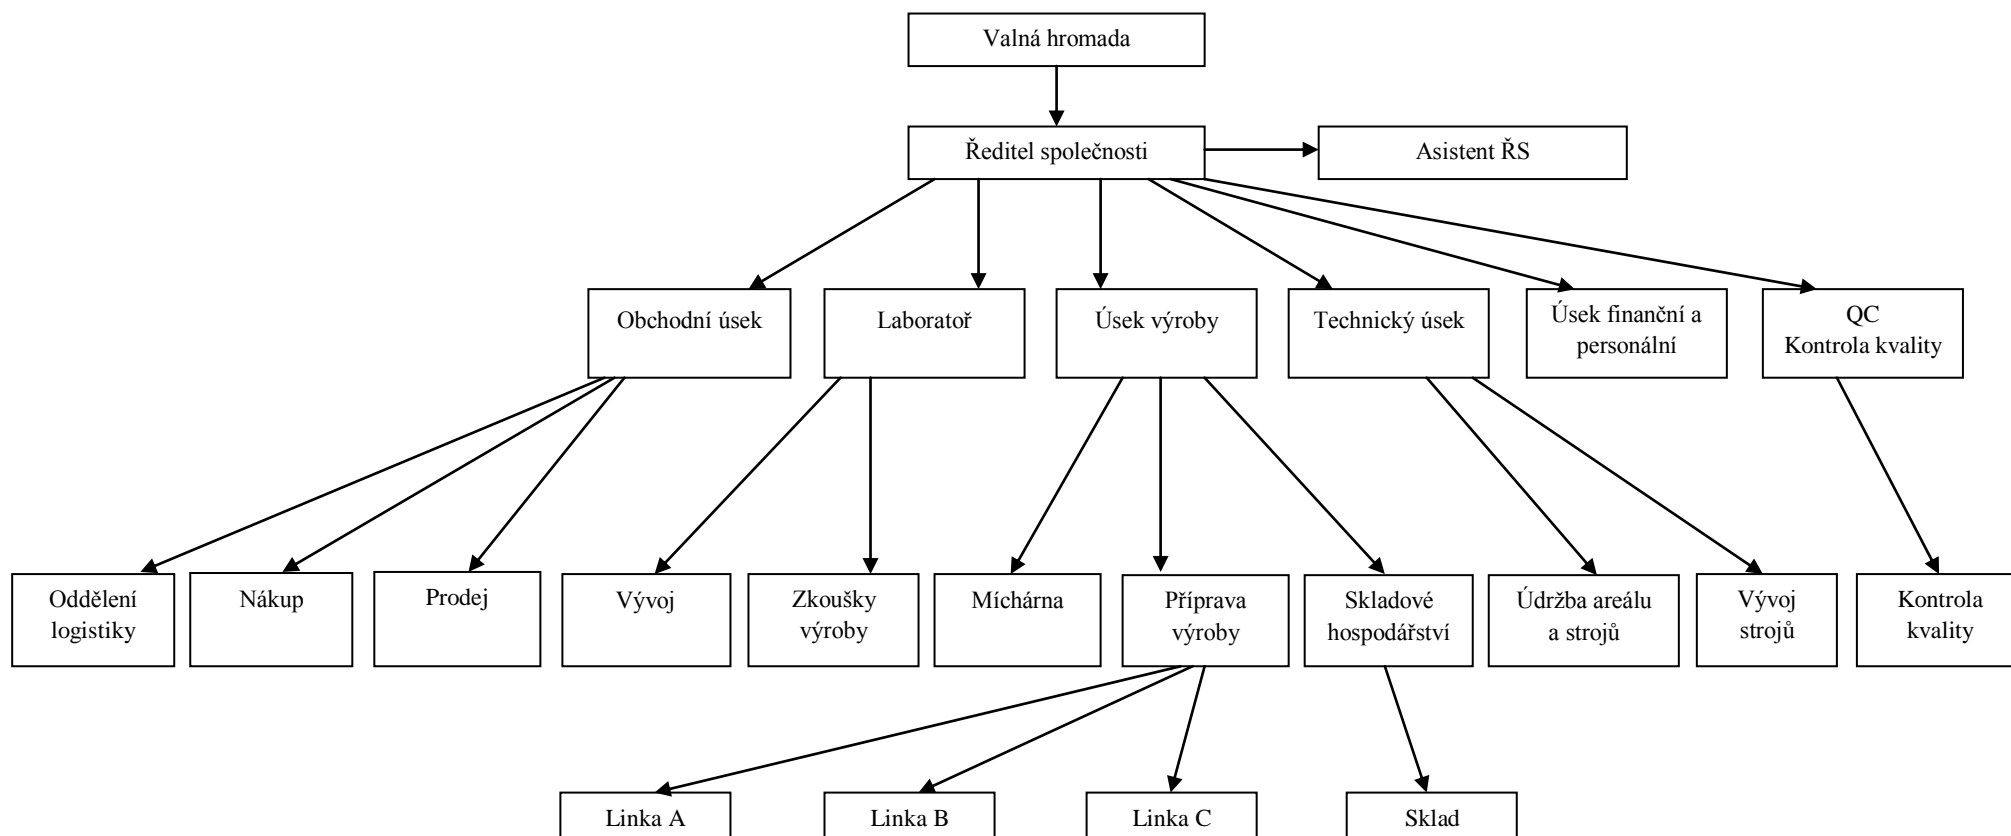 Valná hromada
Ředitel společnosti
Asistent ŘS
Obchodní úsek
Laboratoř
Úsek výroby
Technický úsek
Úsek finanční a
personální
QC
Kontrola kvality
Oddělení
logistiky
Nákup
Prodej
Vývoj
Zkoušky
výroby
Míchárna
Příprava
výroby
Skladové
hospodářství
Údržba areálu
a strojů
Vývoj
strojů
Kontrola
kvality
Linka A
Linka B
Linka C
Sklad